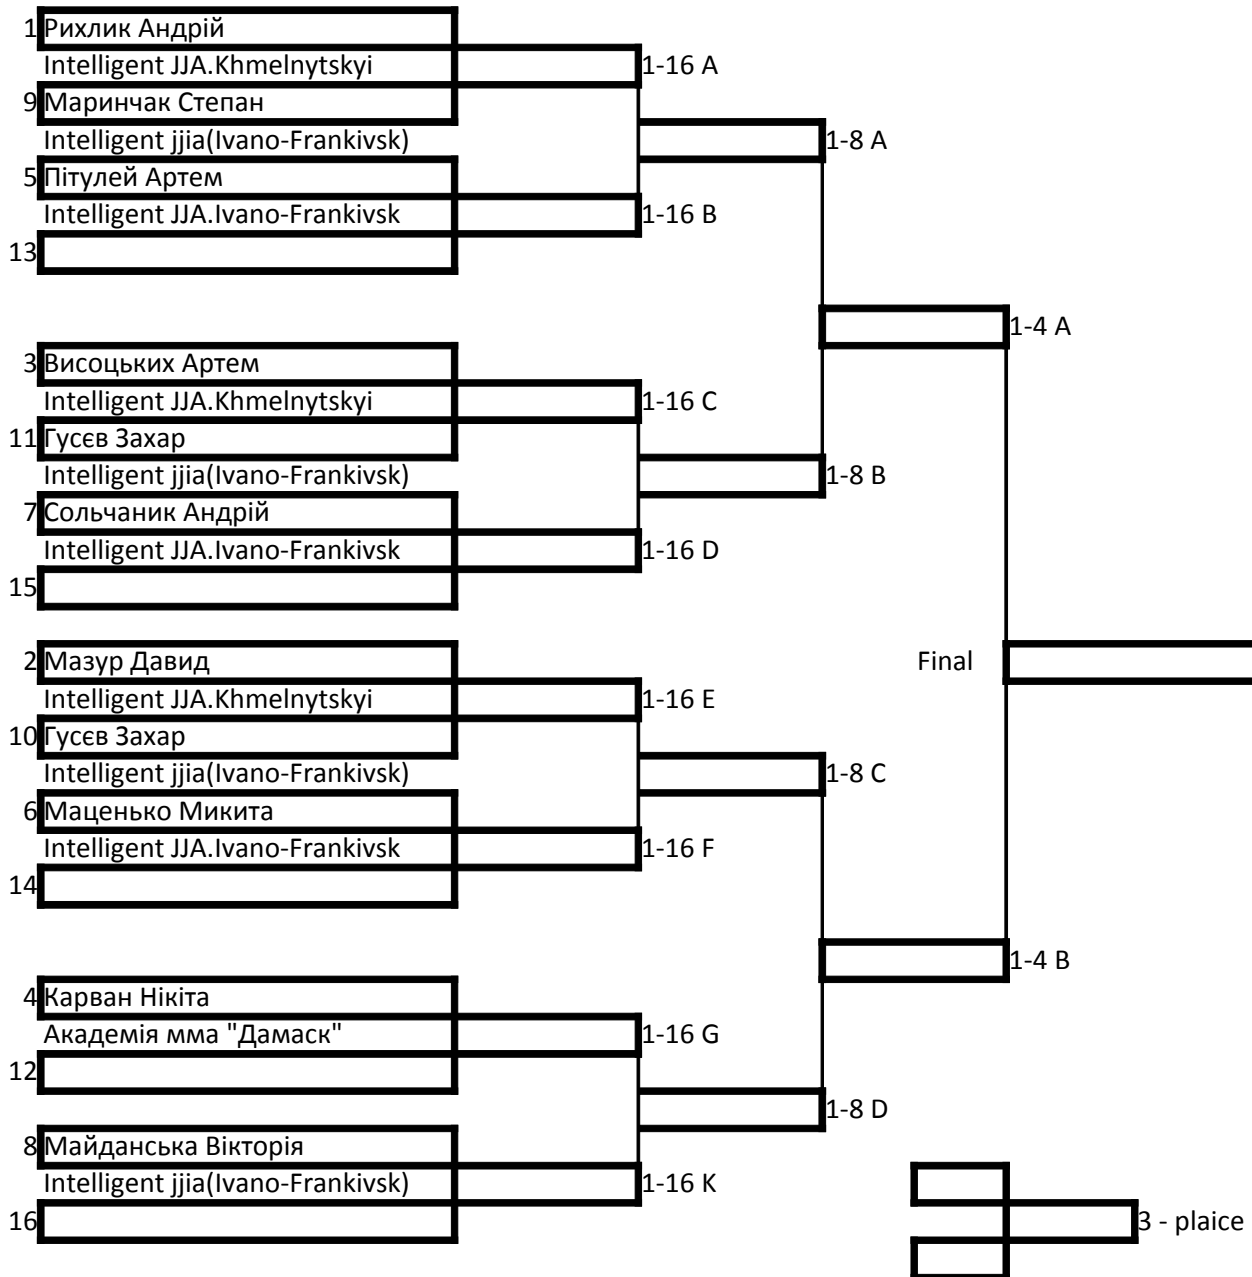 1 Рихлик Андрій
Intelligent JJA.Khmelnytskyi 1-16 A
9 Маринчак Степан
Intelligent jjia(Ivano-Frankivsk) 1-8 A
5 Пітулей Артем
Intelligent JJA.Ivano-Frankivsk 1-16 B
13
1-4 A
3 Висоцьких Артем
Intelligent JJA.Khmelnytskyi 1-16 C
11 Гусєв Захар
Intelligent jjia(Ivano-Frankivsk) 1-8 B
7 Сольчаник Андрій
Intelligent JJA.Ivano-Frankivsk 1-16 D
15
2 Мазур Давид Final
Intelligent JJA.Khmelnytskyi 1-16 E
10 Гусєв Захар
Intelligent jjia(Ivano-Frankivsk) 1-8 C
6 Маценько Микита
Intelligent JJA.Ivano-Frankivsk 1-16 F
14
1-4 B
4 Карван Нікіта
Академія мма "Дамаск" 1-16 G
12
1-8 D
8 Майданська Вікторія
Intelligent jjia(Ivano-Frankivsk) 1-16 K
16 3 - plaice